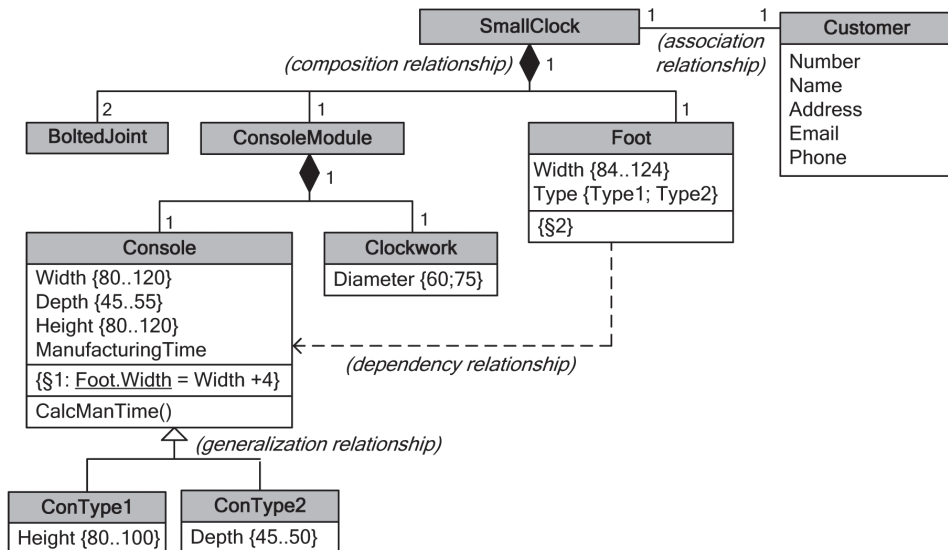 SmallClock
1
1
Customer
(association
relationship)
Number
Name
Address
Email
Phone
(composition relationship)
1
2
1
1
BoltedJoint
ConsoleModule
Foot
Width {84..124}
Type {Type1; Type2}
{§2}
1
1
1
Console
Width {80..120}
Depth {45..55}
Height {80..120}
ManufacturingTime
{§1: Foot.Width = Width +4}
CalcManTime()
Clockwork
Diameter {60;75}
(dependency relationship)
(generalization relationship)
ConType1
Height {80..100}
ConType2
Depth {45..50}